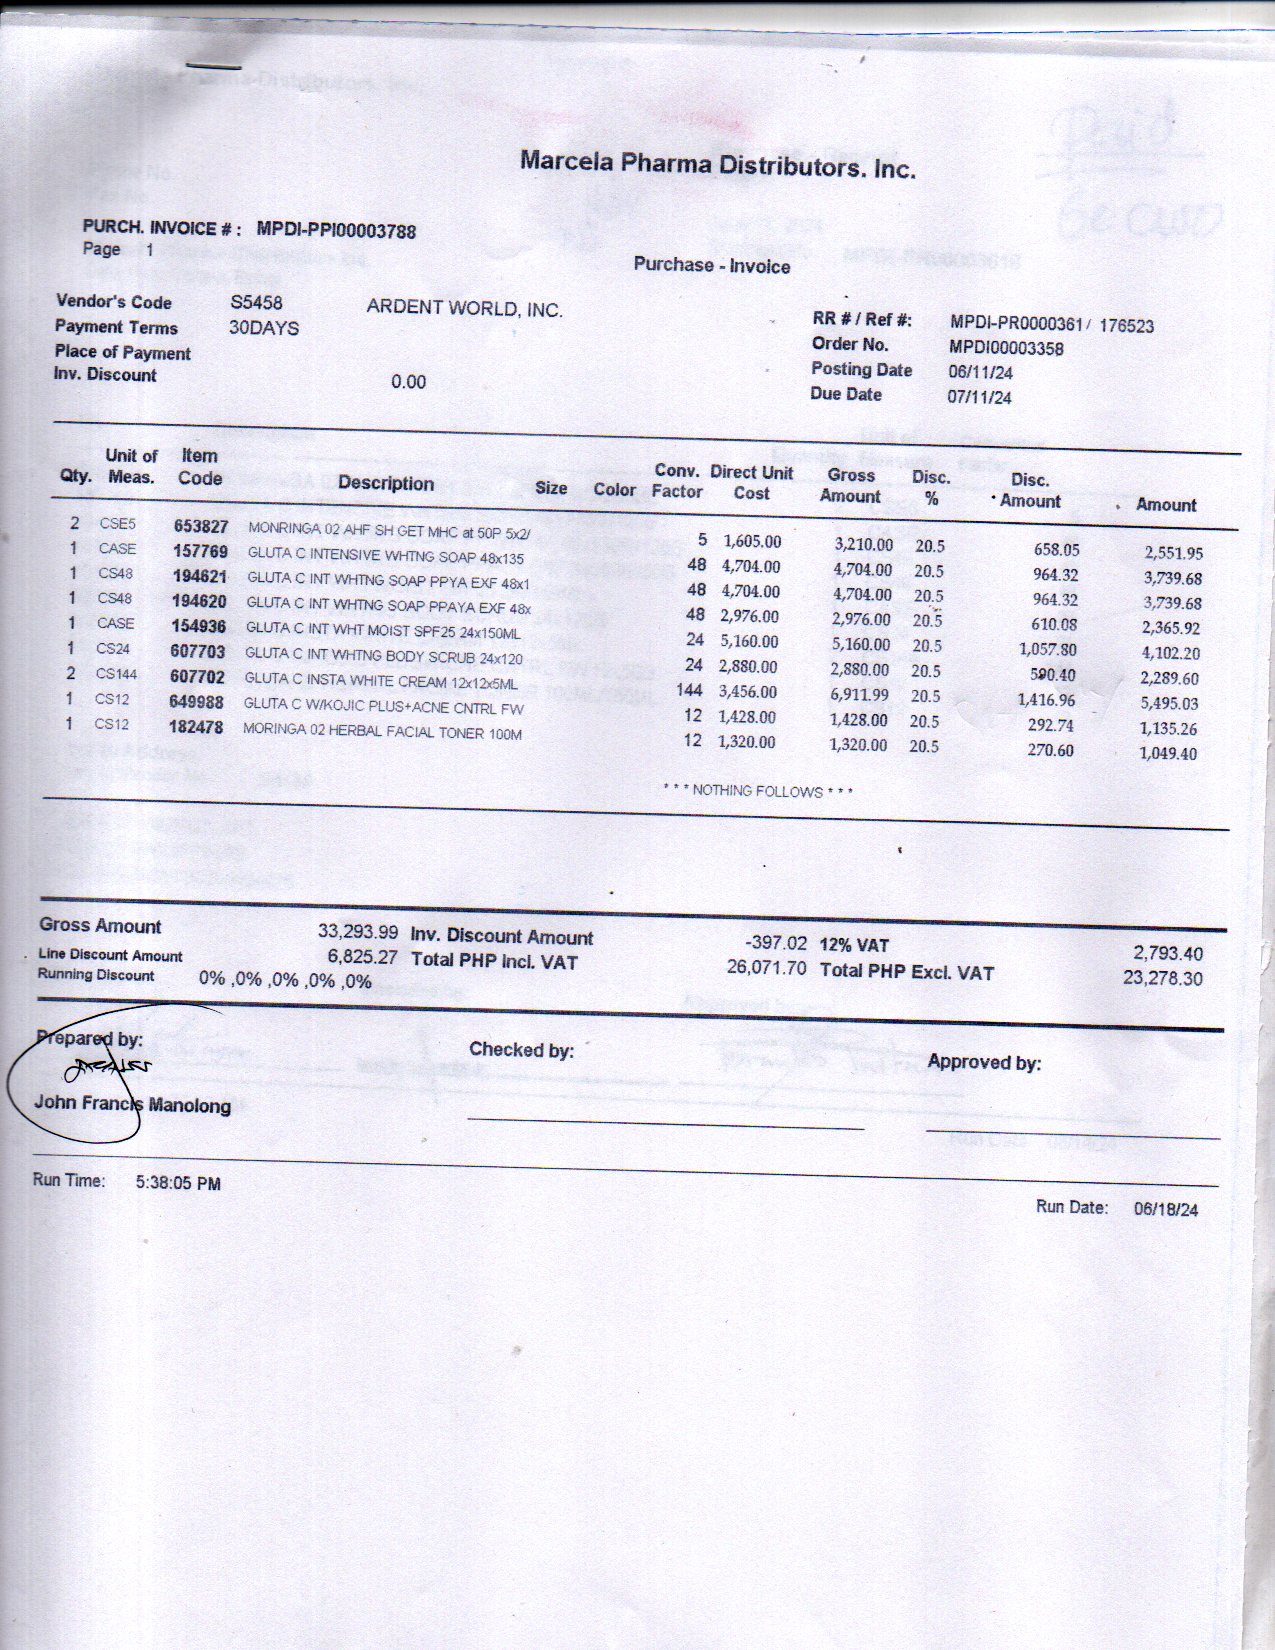 Marcela Pharma Distributors. Inc.
PURCH. INVOICE # : MPDI-PPI00003788
Page 1
Purchase - Invoice
Vendor's Code S5458 ARDENT WORLD, INC.
Payment Terms 30DAYS
Place of Payment
Inv. Discount 0.00
RR # / Ref #: MPDI-PR0000361 / 176523
Order No. MPDI00003358
Posting Date 06/11/24
Due Date 07/11/24
Qty. Unit of Meas. Item Code Description Size Color Conv. Factor Direct Unit Cost Gross Amount Disc. % Disc. Amount Amount
2 CSE5 653827 MONRINGA 02 AHF SH GET MHC at 50P 5x2/ 5 1,605.00 3,210.00 20.5 658.05 2,551.95
1 CASE 157769 GLUTA C INTENSIVE WHTNG SOAP 48x135 48 4,704.00 4,704.00 20.5 964.32 3,739.68
1 CS48 194621 GLUTA C INT WHTNG SOAP PPYA EXF 48x1 48 4,704.00 4,704.00 20.5 964.32 3,739.68
1 CS48 194620 GLUTA C INT WHTNG SOAP PPAYA EXF 48x 48 2,976.00 2,976.00 20.5 610.08 2,365.92
1 CASE 154936 GLUTA C INT WHT MOIST SPF25 24x150ML 24 5,160.00 5,160.00 20.5 1,057.80 4,102.20
1 CS24 607703 GLUTA C INT WHTNG BODY SCRUB 24x120 24 2,880.00 2,880.00 20.5 590.40 2,289.60
2 CS144 607702 GLUTA C INSTA WHITE CREAM 12x12x5ML 144 3,456.00 6,911.99 20.5 1,416.96 5,495.03
1 CS12 649988 GLUTA C W/KOJIC PLUS+ACNE CNTRL FW 12 1,428.00 1,428.00 20.5 292.74 1,135.26
1 CS12 182478 MORINGA 02 HERBAL FACIAL TONER 100M 12 1,320.00 1,320.00 20.5 270.60 1,049.40
* * * NOTHING FOLLOWS * * *
Gross Amount 33,293.99 Inv. Discount Amount -397.02 12% VAT 2,793.40
Line Discount Amount 6,825.27 Total PHP Incl. VAT 26,071.70 Total PHP Excl. VAT 23,278.30
Running Discount 0% ,0% ,0% ,0% ,0%
Prepared by: Checked by: Approved by:
John Francis Manolong
Run Time: 5:38:05 PM
Run Date: 06/18/24